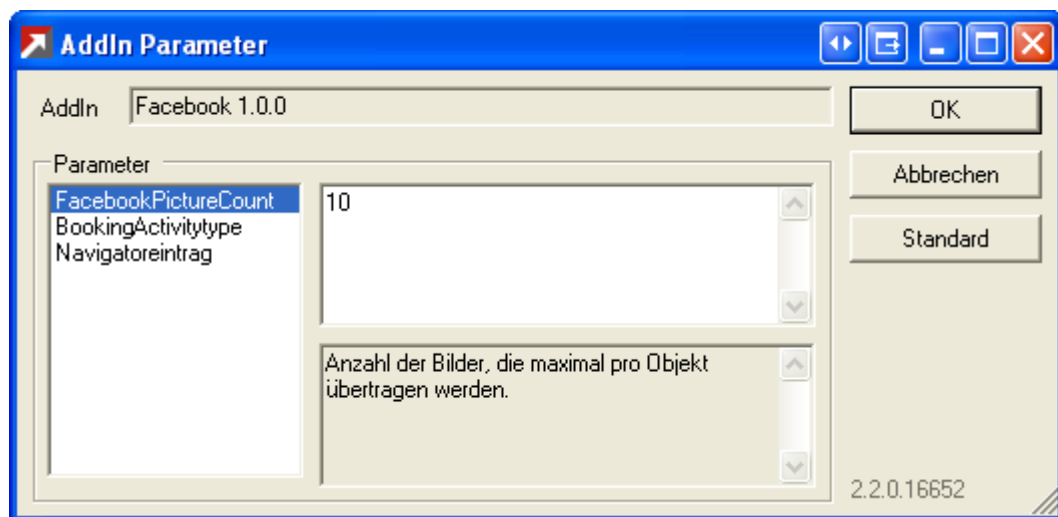 AddIn Parameter
AddIn Facebook 1.0.0
OK
Parameter
Abbrechen
FacebookPictureCount
BookingActivitytype
Navigatoreintrag
10
Standard
Anzahl der Bilder, die maximal pro Objekt
übertragen werden.
2.2.0.16652